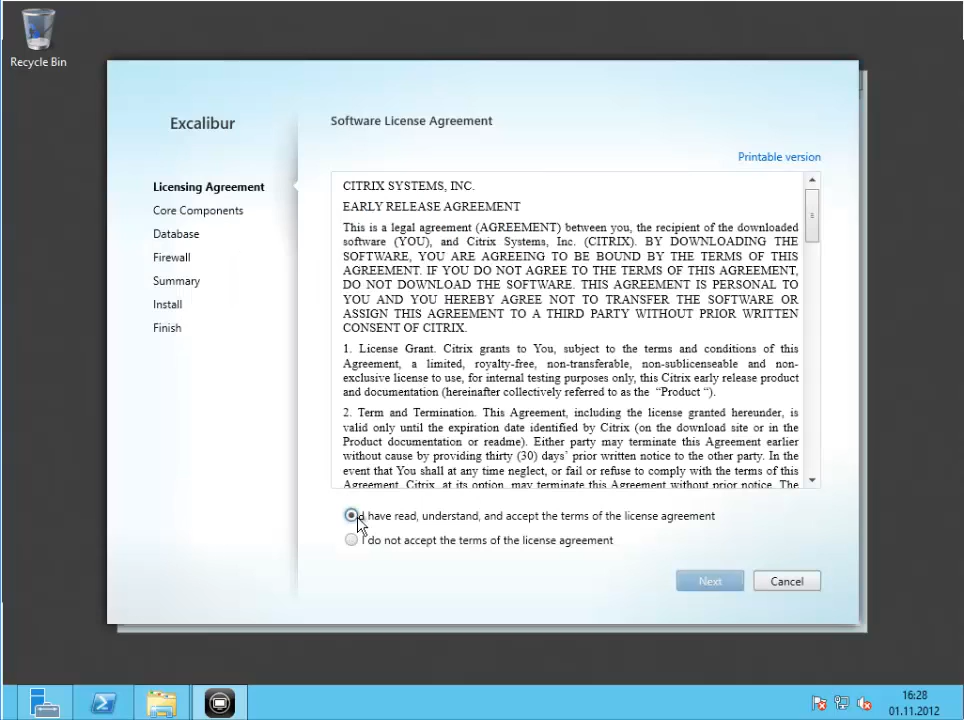 Recycle Bin
Excalibur
Licensing Agreement
Core Components
Database
Firewall
Summary
Install
Finish
Software License Agreement
Printable version
CITRIX SYSTEMS, INC.
EARLY RELEASE AGREEMENT
This is a legal agreement (AGREEMENT) between you, the recipient of the downloaded
software (YOU), and Citrix Systems, Inc. (CITRIX). BY DOWNLOADING THE
SOFTWARE, YOU ARE AGREEING TO BE BOUND BY THE TERMS OF THIS
AGREEMENT. IF YOU DO NOT AGREE TO THE TERMS OF THIS AGREEMENT,
DO NOT DOWNLOAD THE SOFTWARE. THIS AGREEMENT IS PERSONAL TO
YOU AND YOU HEREBY AGREE NOT TO TRANSFER THE SOFTWARE OR
ASSIGN THIS AGREEMENT TO A THIRD PARTY WITHOUT PRIOR WRITTEN
CONSENT OF CITRIX.
1. License Grant. Citrix grants to You, subject to the terms and conditions of this
Agreement, a limited, royalty-free, non-transferable, non-sublicenseable and non-
exclusive license to use, for internal testing purposes only, this Citrix early release product
and documentation (hereinafter collectively referred to as the “Product “).
2. Term and Termination. This Agreement, including the license granted hereunder, is
valid only until the expiration date identified by Citrix (on the download site or in the
Product documentation or readme). Either party may terminate this Agreement earlier
without cause by providing thirty (30) days’ prior written notice to the other party. In the
event that You shall at any time neglect, or fail or refuse to comply with the terms of this
Agreement, Citrix, at its option, may terminate this Agreement without prior notice. The
I have read, understand, and accept the terms of the license agreement
I do not accept the terms of the license agreement
Next
Cancel
16:28
01.11.2012